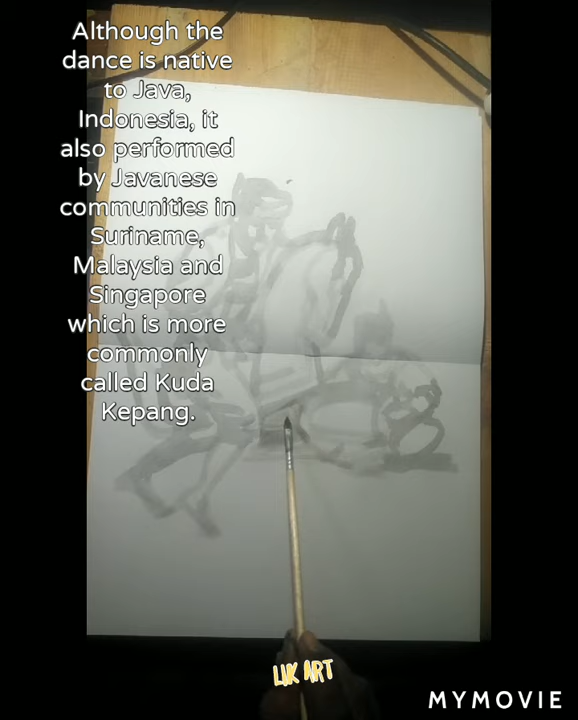 Although the
dance is native
to Java,
Indonesia, it
also performed
by Javanese
communities in
Suriname,
Malaysia and
Singapore
which is more
commonly
called Kuda
Kepang.
LUK ART
MYMOVIE